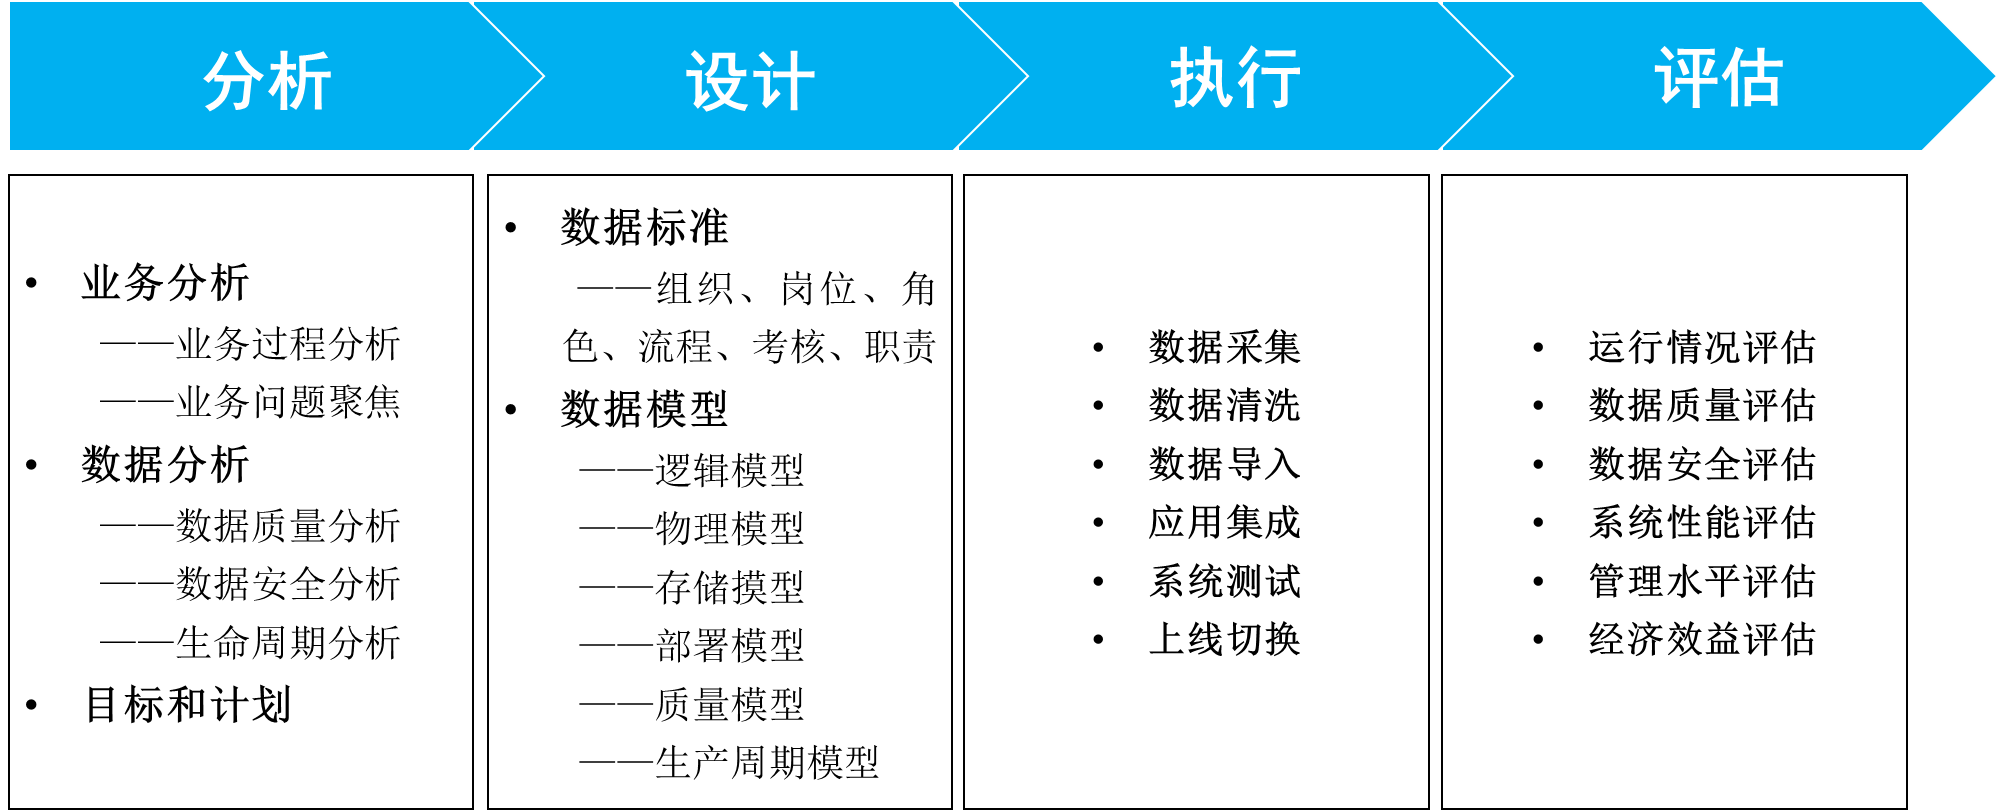 分析
设计
执行
评估
• 业务分析
——业务过程分析
——业务问题聚焦
• 数据分析
——数据质量分析
——数据安全分析
——生命周期分析
• 目标和计划
• 数据标准
——组织、岗位、角
色、流程、考核、职责
• 数据模型
——逻辑模型
——物理模型
——存储摸型
——部署模型
——质量模型
——生产周期模型
• 数据采集
• 数据清洗
• 数据导入
• 应用集成
• 系统测试
• 上线切换
• 运行情况评估
• 数据质量评估
• 数据安全评估
• 系统性能评估
• 管理水平评估
• 经济效益评估